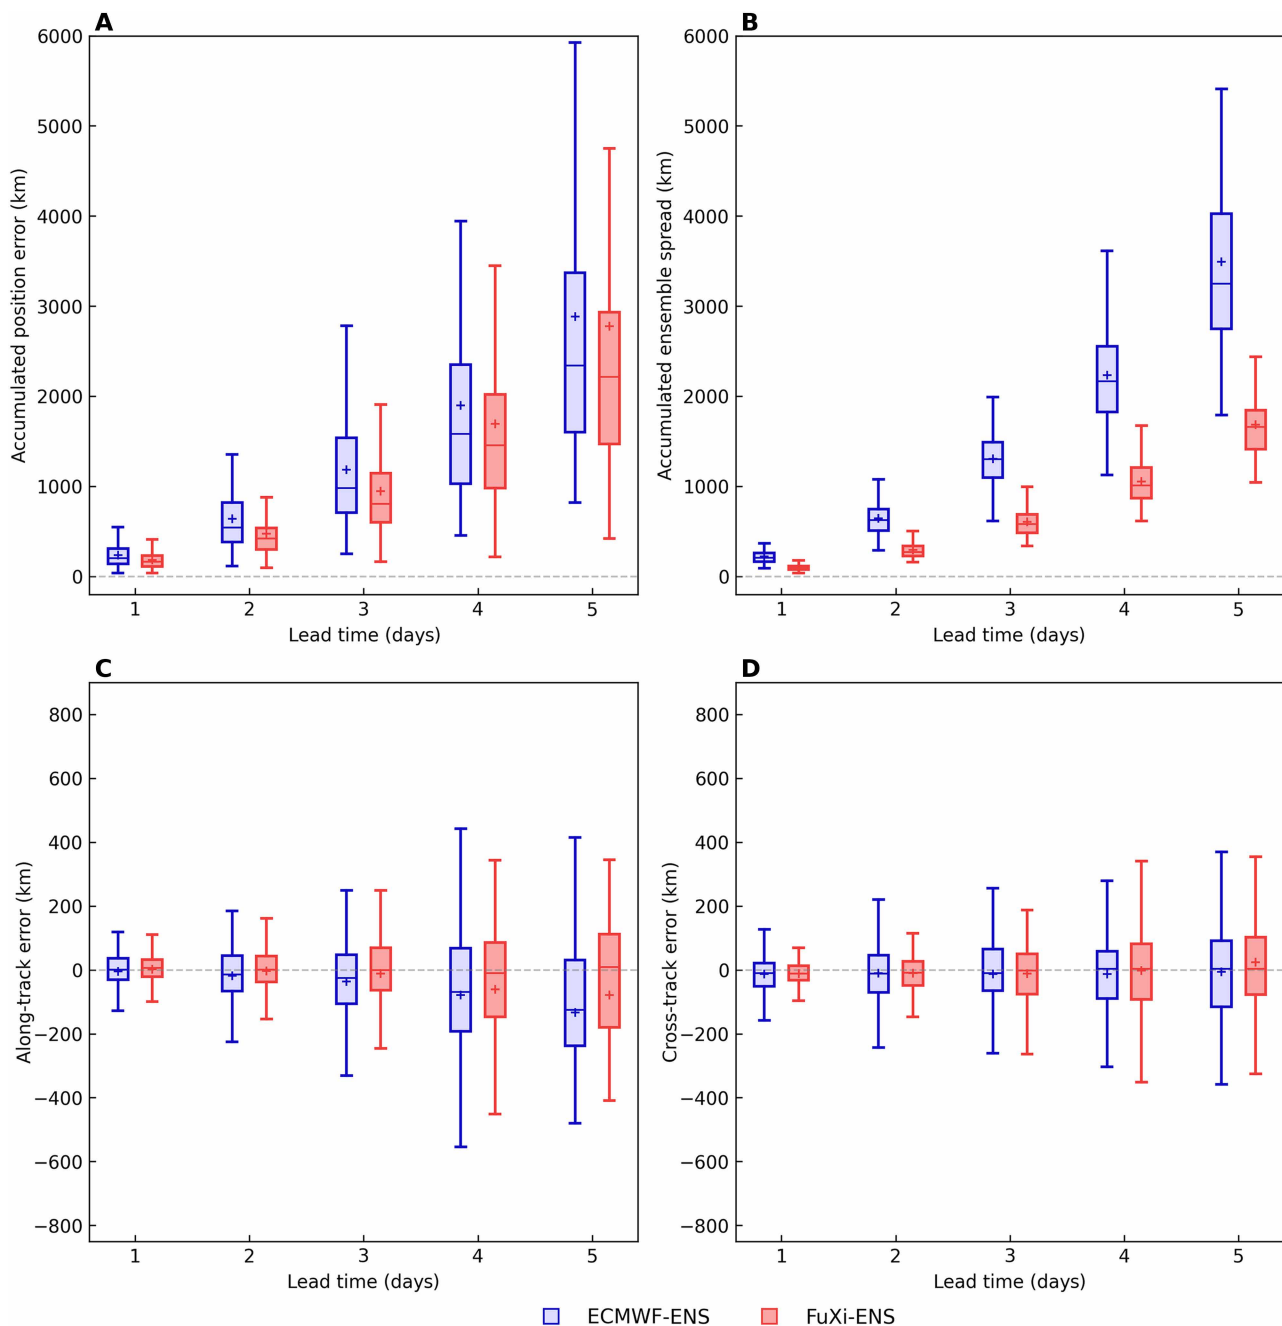 A
Accumulated position error (km)
6000
5000
4000
3000
2000
1000
0
1 2 3 4 5
Lead time (days)
B
Accumulated ensemble spread (km)
6000
5000
4000
3000
2000
1000
0
1 2 3 4 5
Lead time (days)
C
Along-track error (km)
800
600
400
200
0
−200
−400
−600
−800
1 2 3 4 5
Lead time (days)
D
Cross-track error (km)
800
600
400
200
0
−200
−400
−600
−800
1 2 3 4 5
Lead time (days)
ECMWF-ENS FuXi-ENS